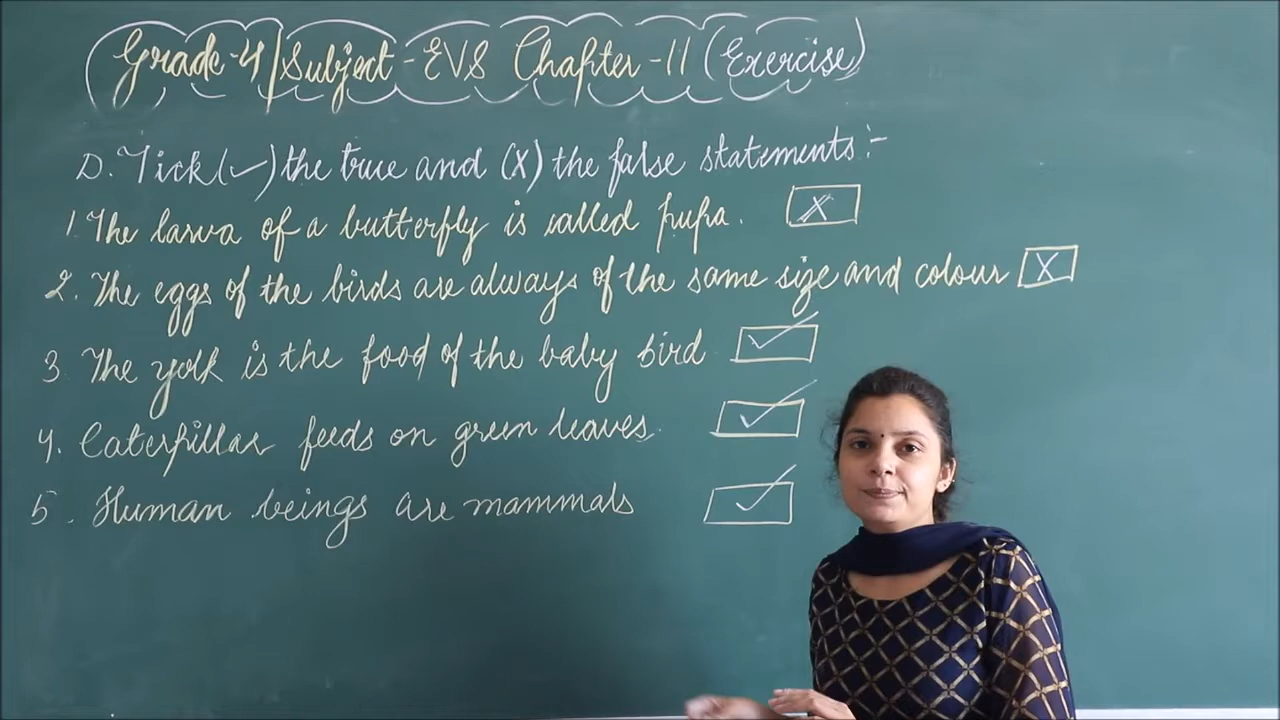 Grade-4/Subject-EVS Chapter-11 (Exercise)
D. Tick(✓) the true and (X) the false statements:-
1. The larva of a butterfly is called pupa. X
2. The eggs of the birds are always of the same size and colour X
3. The yolk is the food of the baby bird ✓
4. Caterpillar feeds on green leaves. ✓
5. Human beings are mammals ✓